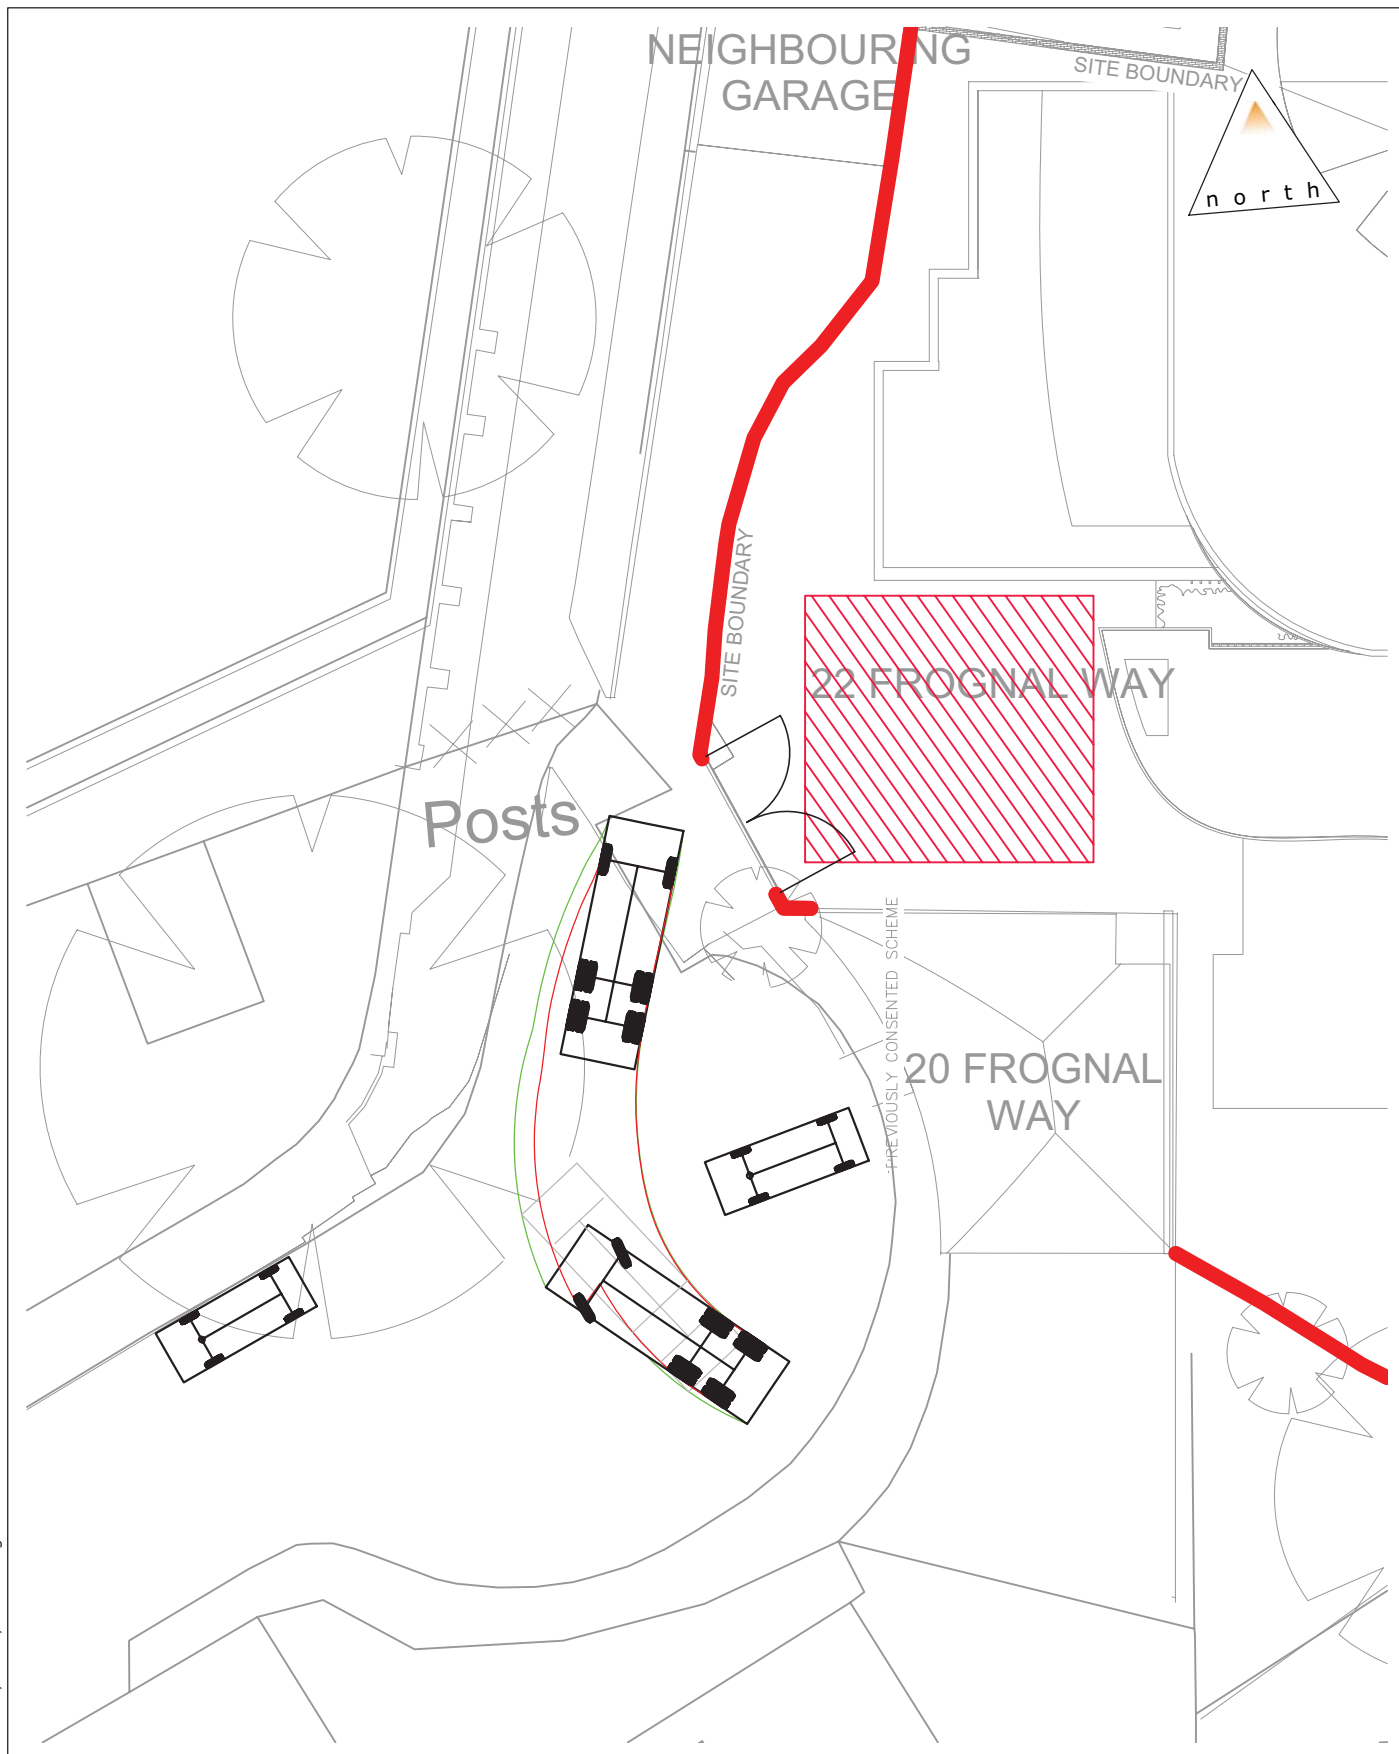 NEIGHBOURING
GARAGE
SITE BOUNDARY
north
SITE BOUNDARY
22 FROGNAL WAY
Posts
PREVIOUSLY CONSENTED SCHEME
20 FROGNAL
WAY